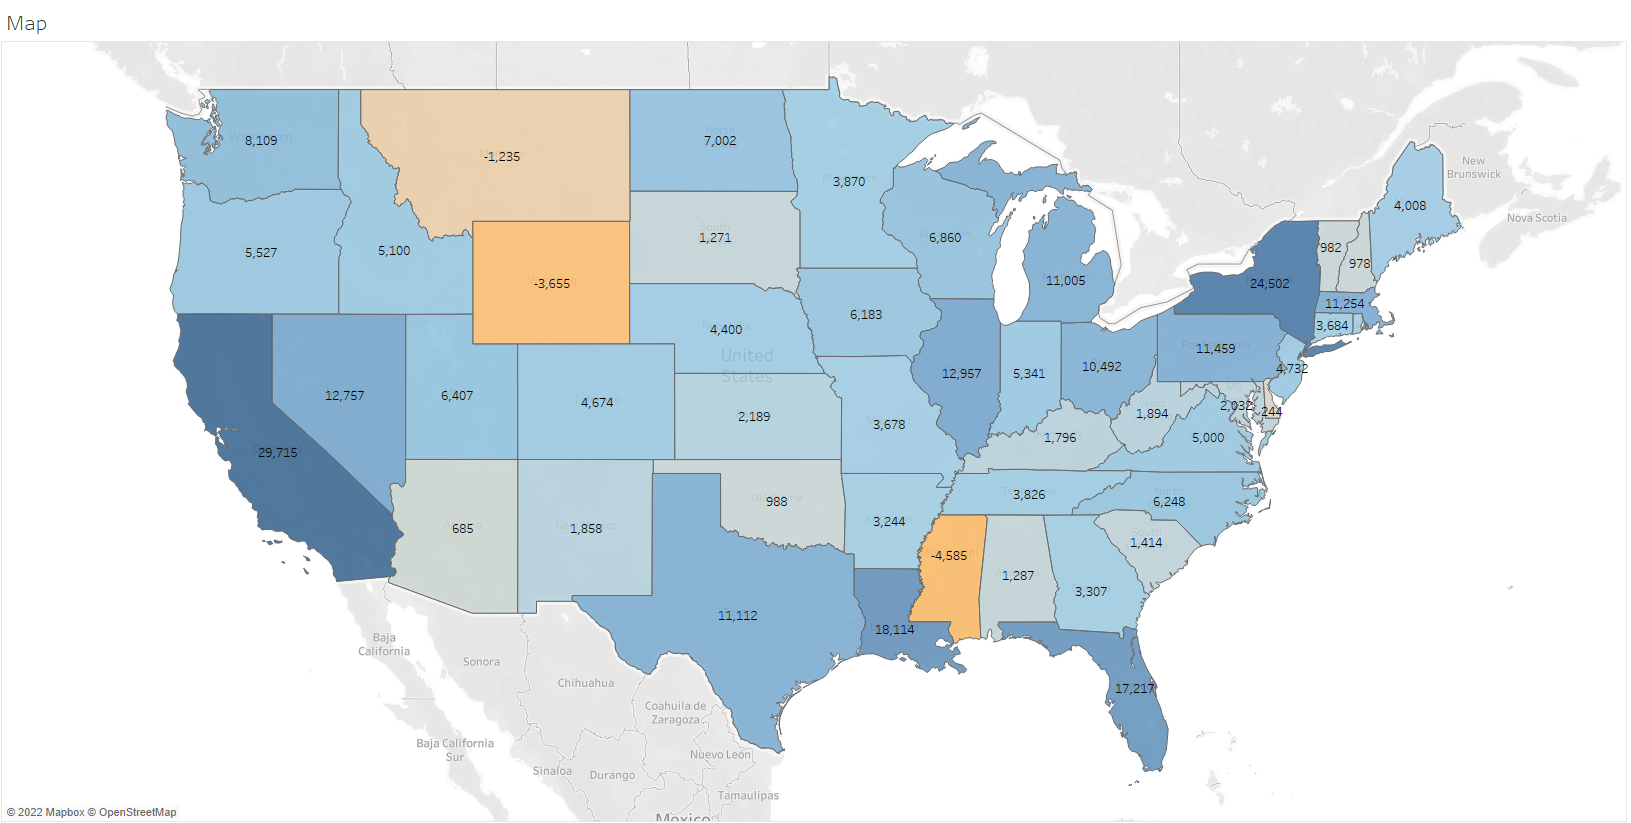 Map
8,109
-1,235
North
7,002
3,870
New
Brunswick
4,008
Nova Scotia
5,527
5,100
South
1,271
6,860
982
978
-3,655
11,005
24,502
11,254
6,183
3,684
4,400
United
States
11,459
12,757
6,407
4,674
12,957
5,341
10,492
4,732
2,189
3,678
West
1,894
2,032
244
1,796
5,000
29,715
988
3,826
North
6,248
685
1,858
3,244
South
1,414
-4,585
1,287
3,307
11,112
18,114
Baja
California
Sonora
Chihuahua
17,217
Coahuila de
Zaragoza
Baja California
Sur
Nuevo León
Sinaloa
Durango
Tamaulipas
Mexico
© 2022 Mapbox © OpenStreetMap